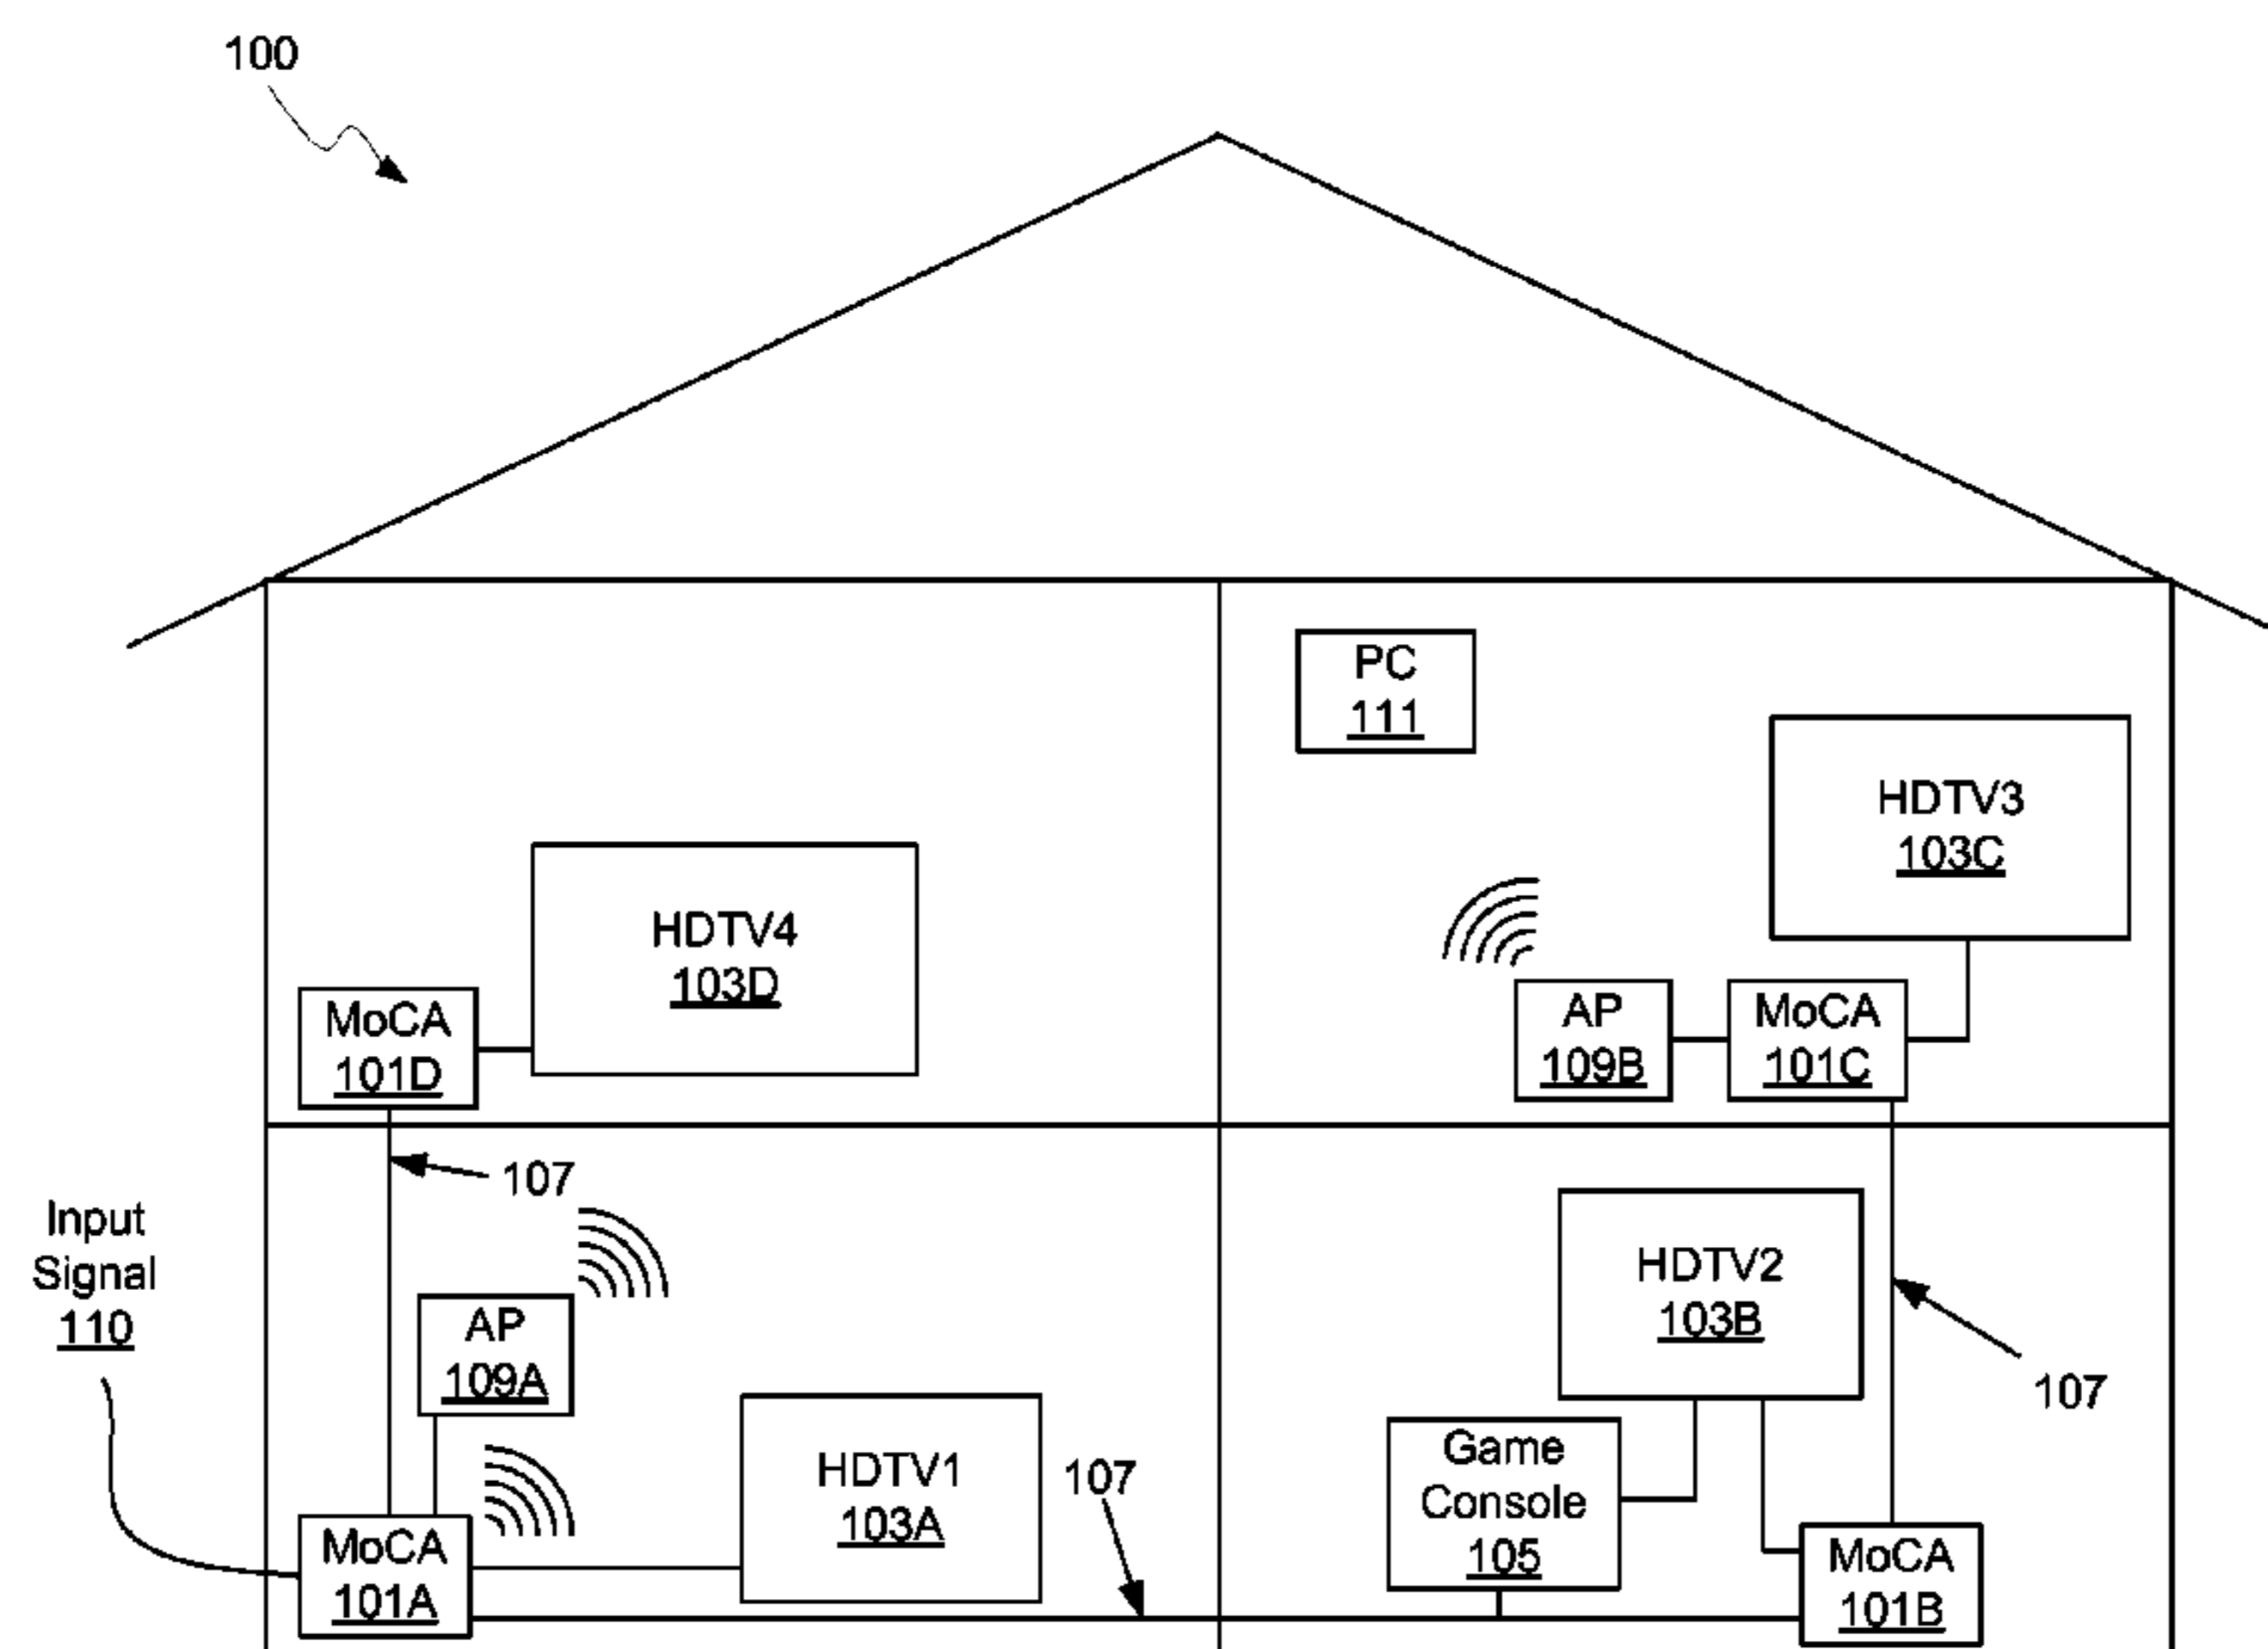 100
PC
111
HDTV3
103C
HDTV4
103D
MoCA
101D
AP
109B
MoCA
101C
107
Input
Signal
110
AP
109A
HDTV2
103B
107
HDTV1
103A
107
Game
Console
105
MoCA
101A
MoCA
101B